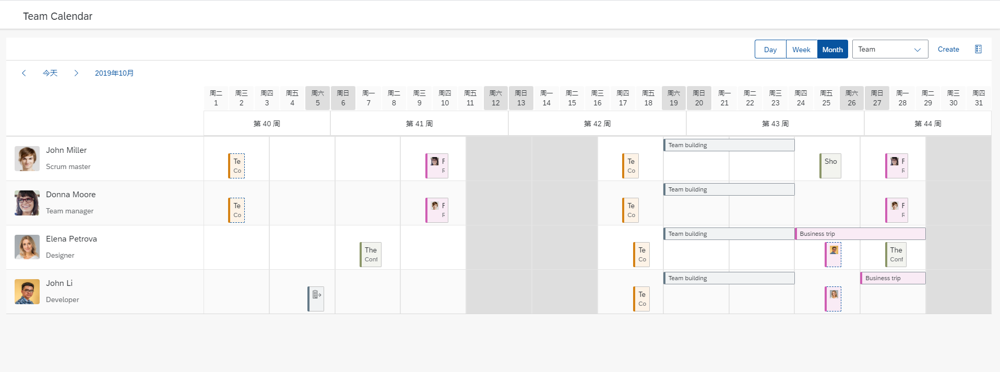 Team Calendar
Day Week Month Team Create
今天 2019年10月
周二 周三 周四 周五 周六 周日 周一 周二 周三 周四 周五 周六 周日 周一 周二 周三 周四 周五 周六 周日 周一 周二 周三 周四 周五 周六 周日 周一 周二 周三 周四
1 2 3 4 5 6 7 8 9 10 11 12 13 14 15 16 17 18 19 20 21 22 23 24 25 26 27 28 29 30 31
第 40 周 第 41 周 第 42 周 第 43 周 第 44 周
Team building
John Miller
Te F Te Sho F
Scrum master
Co R Co R
Team building
Donna Moore
Te F Te F
Team manager
Co R Co R
Team building Business trip
Elena Petrova
The Te The
Designer
Conf Co Conf
Team building Business trip
John Li
Te
Developer
Co